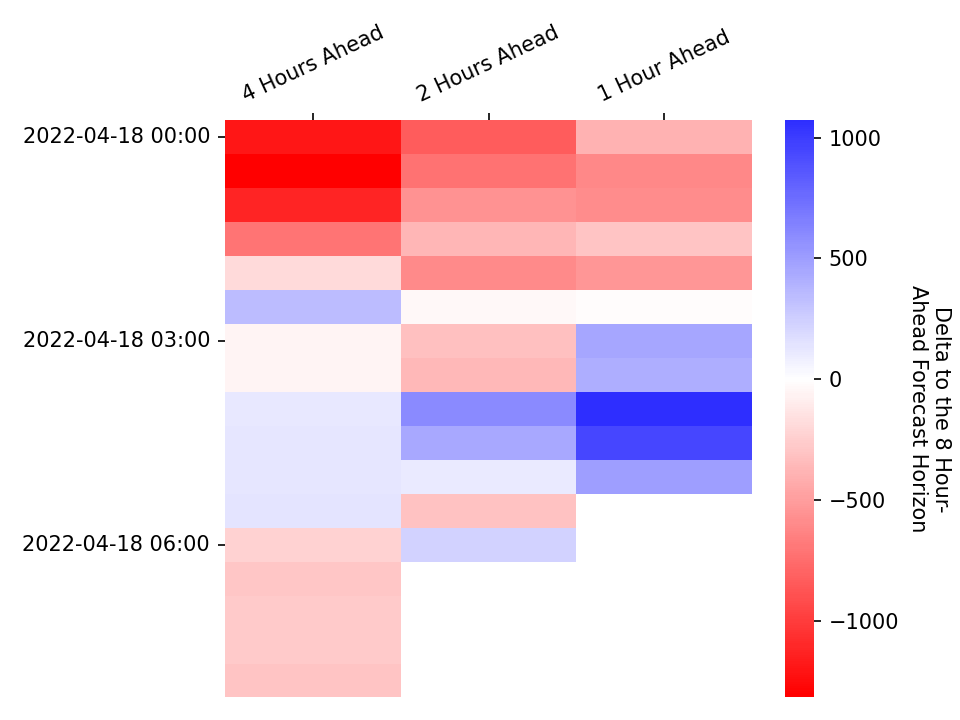 4 Hours Ahead
2 Hours Ahead
1 Hour Ahead
2022-04-18 00:00
2022-04-18 03:00
2022-04-18 06:00
1000
500
0
−500
−1000
Delta to the 8 Hour-
Ahead Forecast Horizon